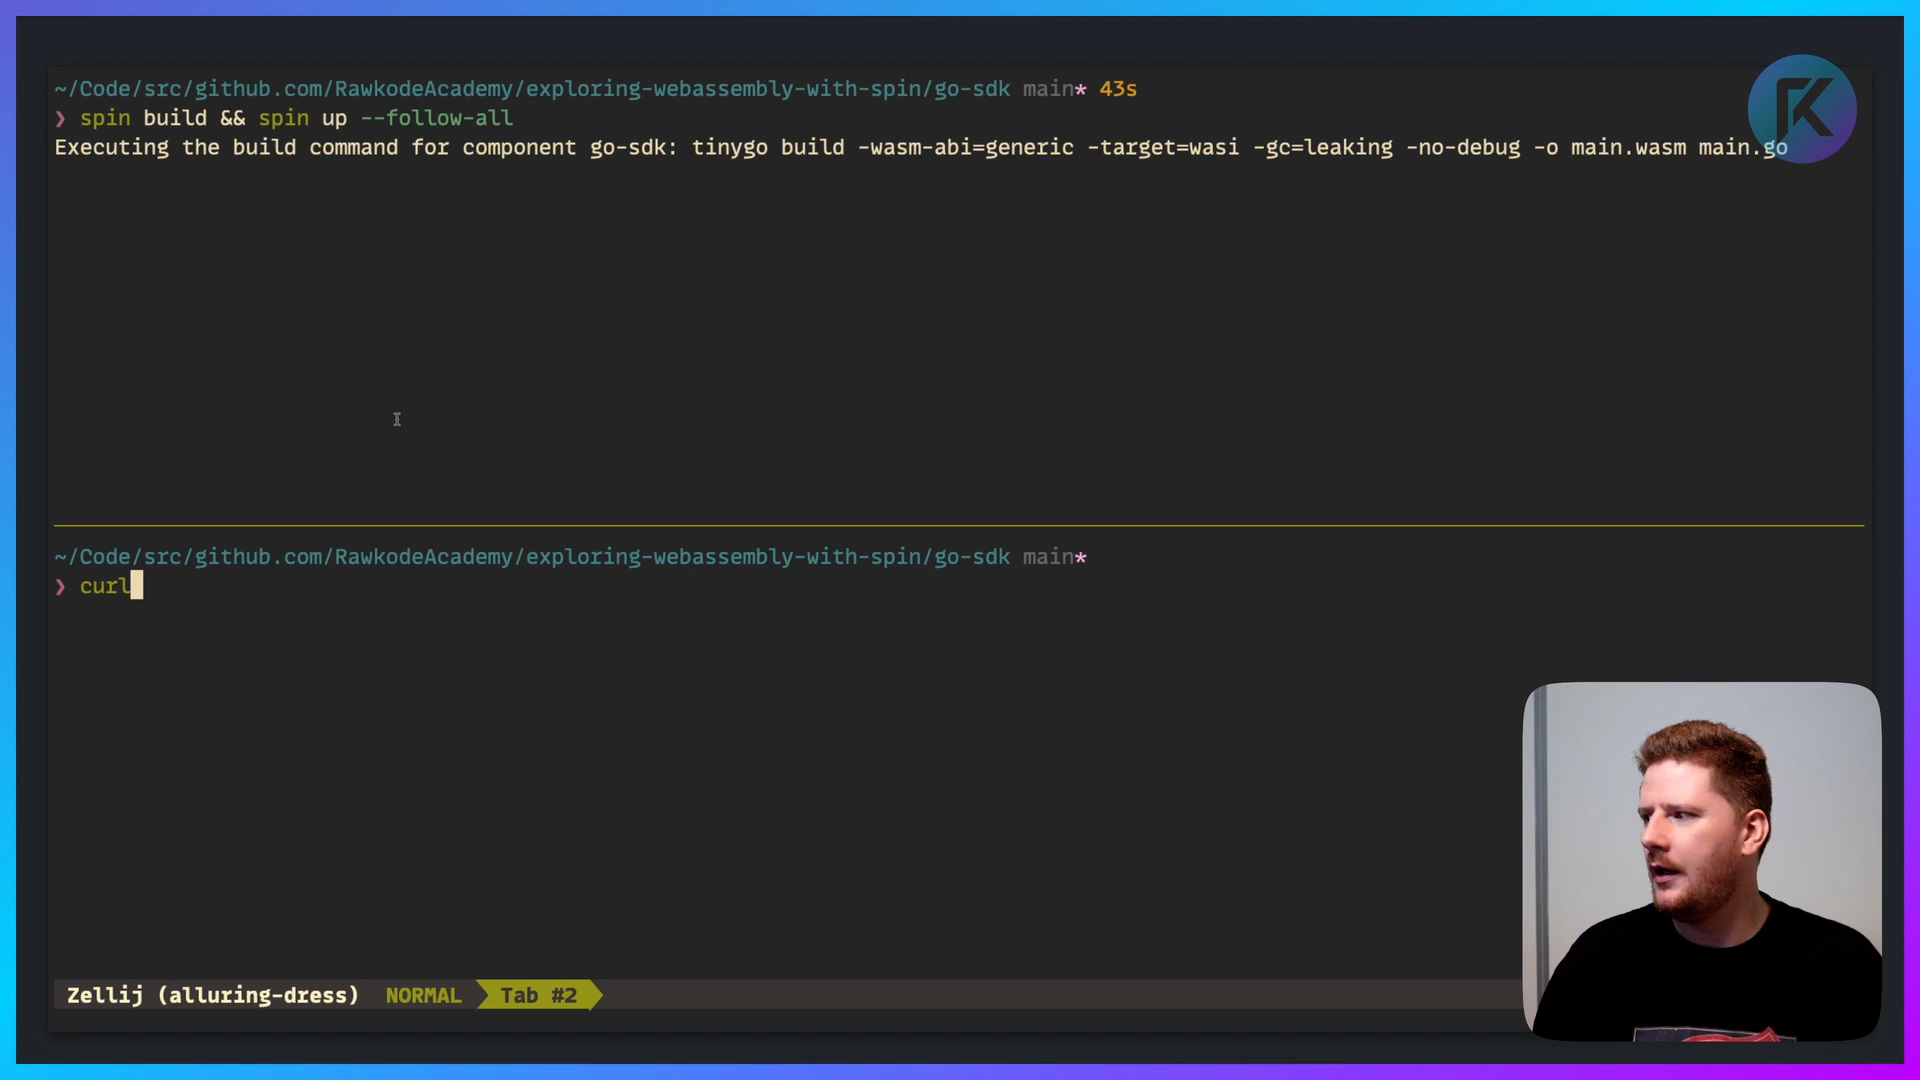 ~/Code/src/github.com/RawkodeAcademy/exploring-webassembly-with-spin/go-sdk main* 43s
❯ spin build && spin up --follow-all
Executing the build command for component go-sdk: tinygo build -wasm-abi=generic -target=wasi -gc=leaking -no-debug -o main.wasm main.go
~/Code/src/github.com/RawkodeAcademy/exploring-webassembly-with-spin/go-sdk main*
❯ curl
Zellij (alluring-dress) NORMAL Tab #2